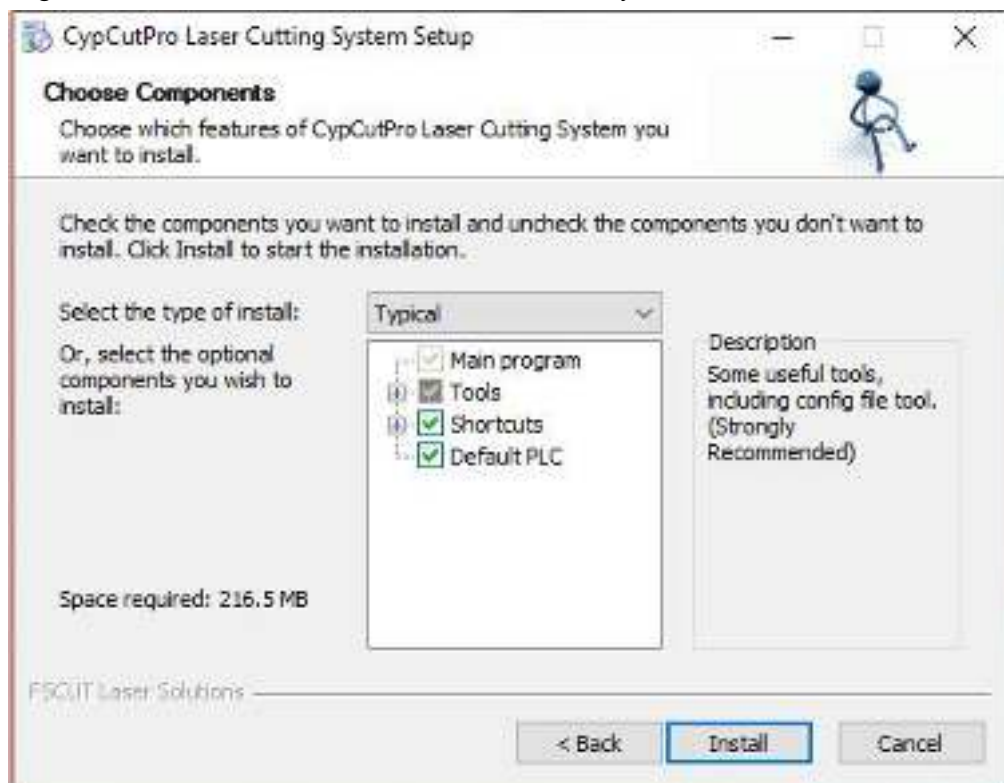 CypCutPro Laser Cutting System Setup
Choose Components
Choose which features of CypCutPro Laser Cutting System you
want to install.
Check the components you want to install and uncheck the components you don't want to
install. Click Install to start the installation.
Select the type of install:
Typical
Or, select the optional
components you wish to
install:
Main program
Tools
Shortcuts
Default PLC
Description
Some useful tools,
including config file tool.
(Strongly
Recommended)
Space required: 216.5 MB
FSCUT Laser Solutions
< Back
Install
Cancel